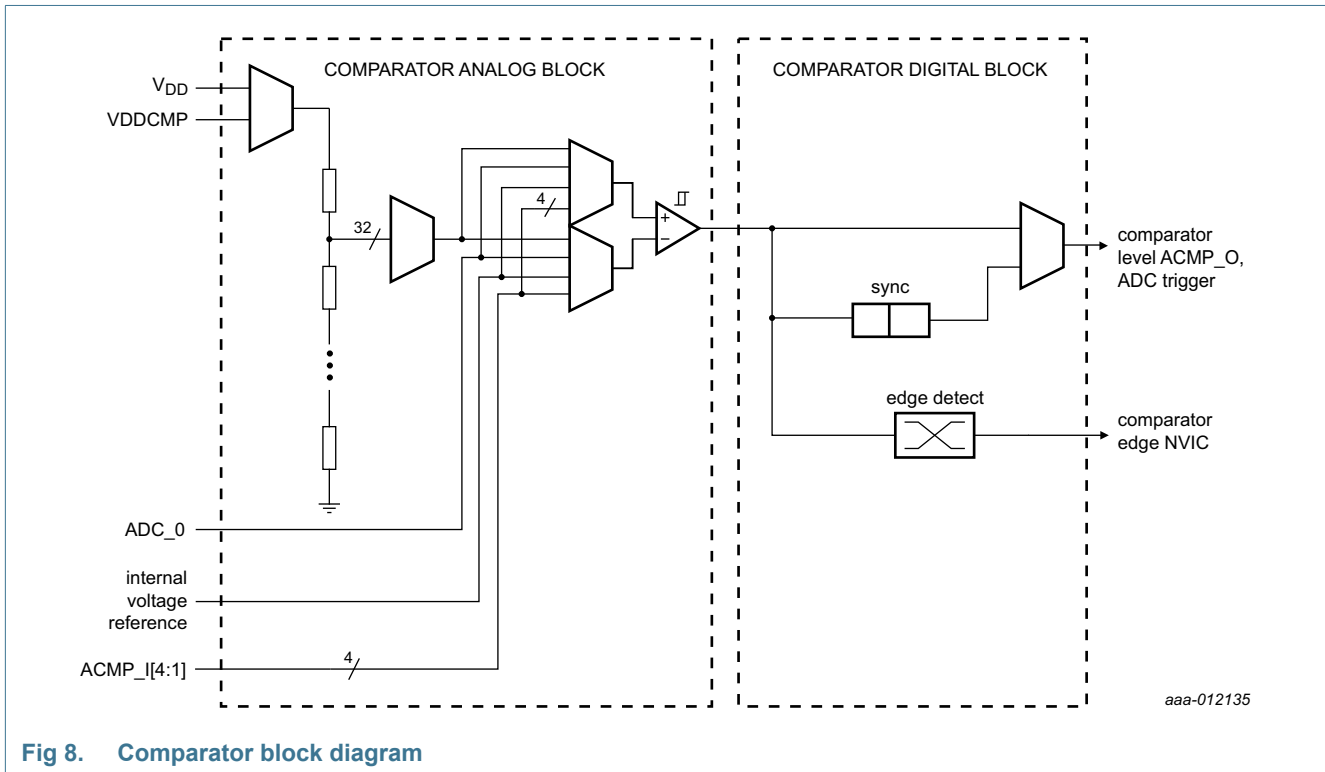 COMPARATOR ANALOG BLOCK
COMPARATOR DIGITAL BLOCK
VDD
VDDCMP
32
4
+
−
sync
edge detect
comparator
level ACMP_O,
ADC trigger
comparator
edge NVIC
ADC_0
internal
voltage
reference
4
ACMP_I[4:1]
aaa-012135
Fig 8. Comparator block diagram